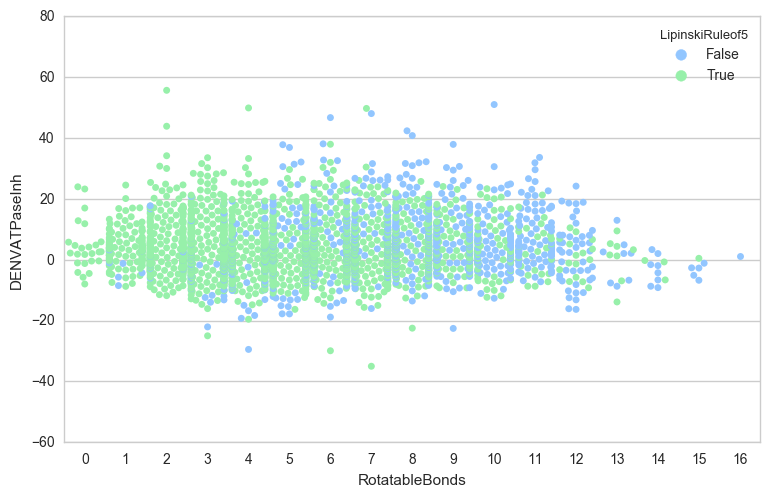 80
60
40
20
0
−20
−40
−60
DENVATPaseInh
LipinskiRuleof5
False
True
0 1 2 3 4 5 6 7 8 9 10 11 12 13 14 15 16
RotatableBonds